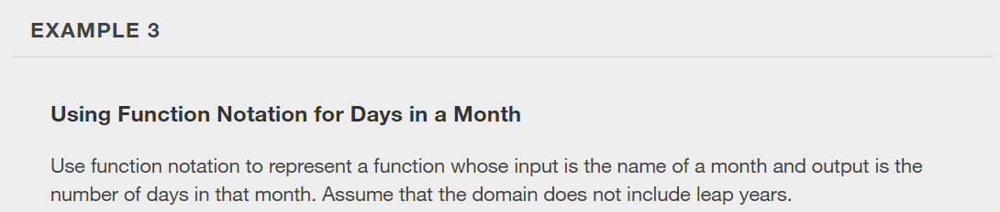 EXAMPLE 3
Using Function Notation for Days in a Month
Use function notation to represent a function whose input is the name of a month and output is the
number of days in that month. Assume that the domain does not include leap years.